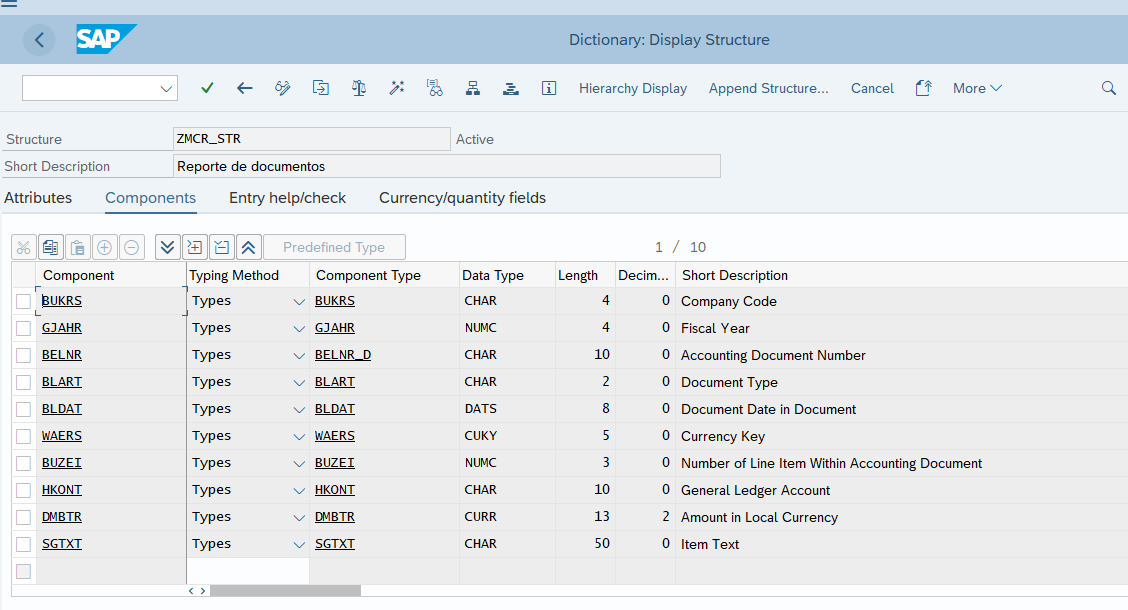 SAP
Dictionary: Display Structure
Hierarchy Display Append Structure... Cancel More
Structure ZMCR_STR Active
Short Description Reporte de documentos
Attributes Components Entry help/check Currency/quantity fields
Predefined Type 1 / 10
Component Typing Method Component Type Data Type Length Decim... Short Description
BUKRS Types BUKRS CHAR 4 0 Company Code
GJAHR Types GJAHR NUMC 4 0 Fiscal Year
BELNR Types BELNR_D CHAR 10 0 Accounting Document Number
BLART Types BLART CHAR 2 0 Document Type
BLDAT Types BLDAT DATS 8 0 Document Date in Document
WAERS Types WAERS CUKY 5 0 Currency Key
BUZEI Types BUZEI NUMC 3 0 Number of Line Item Within Accounting Document
HKONT Types HKONT CHAR 10 0 General Ledger Account
DMBTR Types DMBTR CURR 13 2 Amount in Local Currency
SGTXT Types SGTXT CHAR 50 0 Item Text